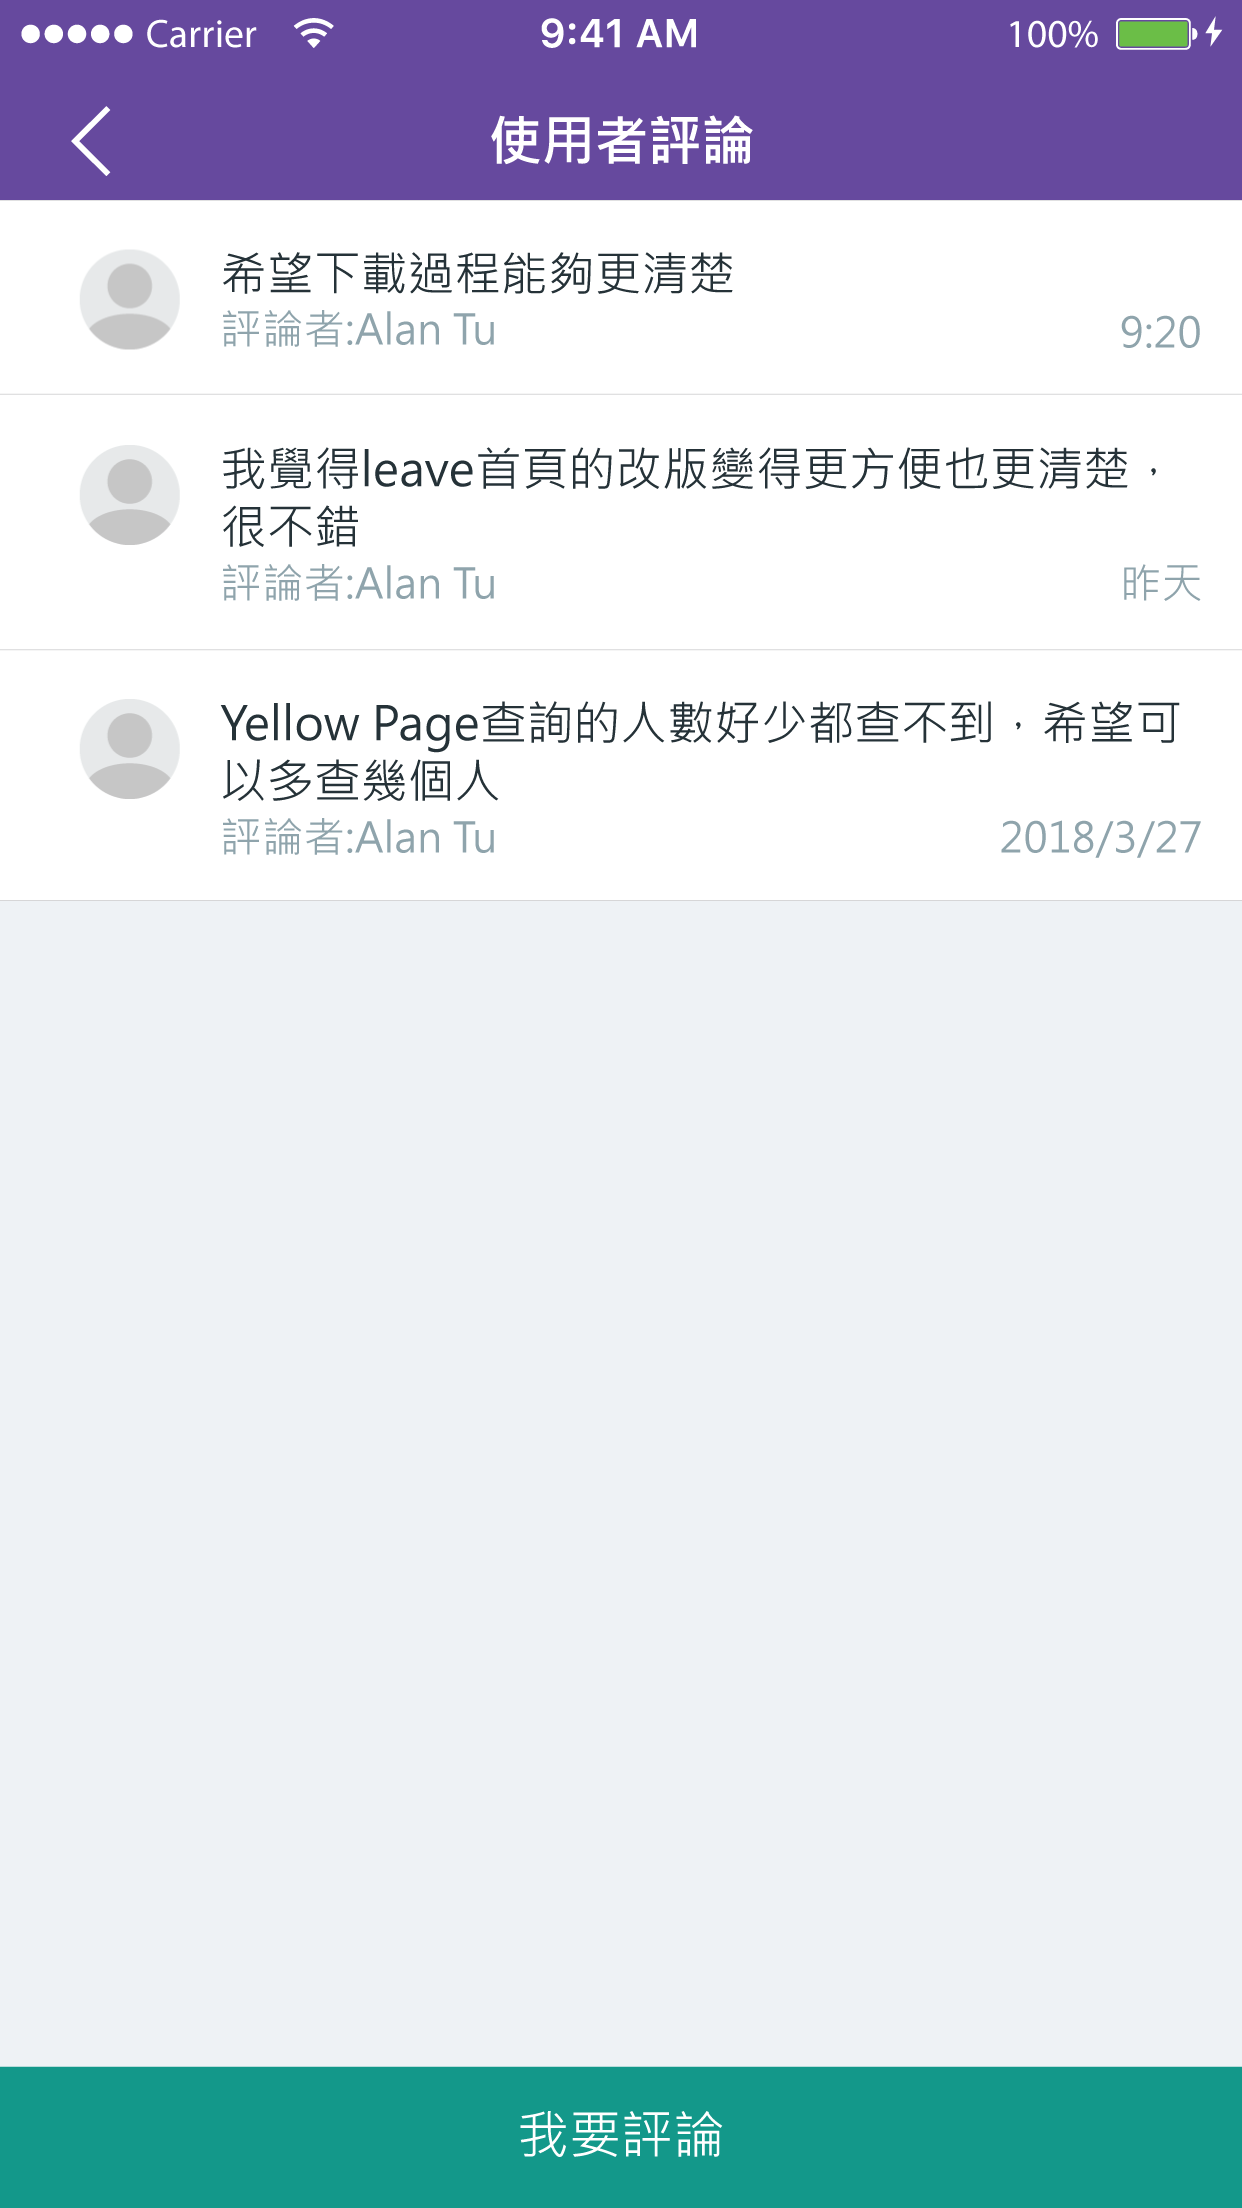 Carrier 9:41 AM 100%
使用者評論
希望下載過程能夠更清楚
評論者:Alan Tu 9:20
我覺得leave首頁的改版變得更方便也更清楚，
很不錯
評論者:Alan Tu 昨天
Yellow Page查詢的人數好少都查不到，希望可
以多查幾個人
評論者:Alan Tu 2018/3/27
我要評論